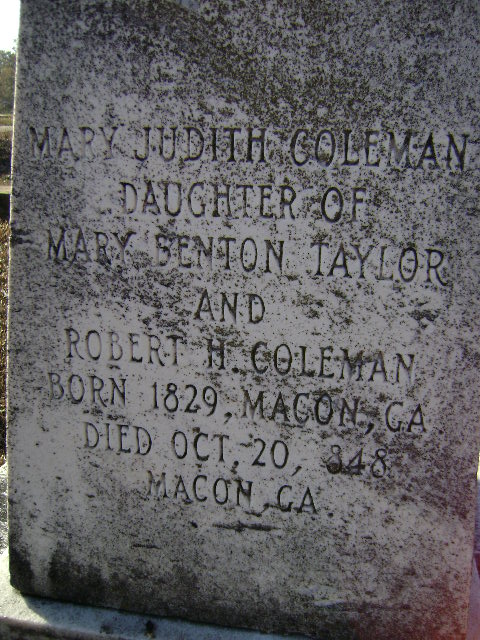 MARY JUDITH COLEMAN
DAUGHTER OF
MARY BENTON TAYLOR
AND
ROBERT H. COLEMAN
BORN 1829, MACON, GA
DIED OCT, 20, 1848
MACON, GA